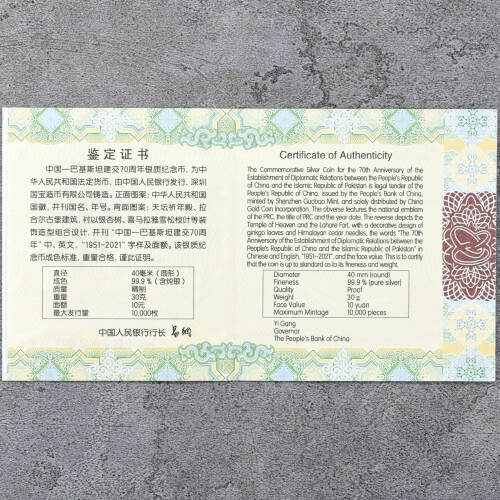 鉴定证书
中国—巴基斯坦建交70周年银质纪念币，为中
华人民共和国法定货币，由中国人民银行发行，深圳
国宝造币有限公司铸造。正面图案：中华人民共和国
国徽，并刊国名、年号。背面图案：天坛祈年殿、拉
合尔古堡建筑，衬以银杏树、喜马拉雅雪松枝叶等装
饰造型组合设计，并刊“中国—巴基斯坦建交70周
年”中、英文，“1951-2021”字样及面额。该银质纪
念币成色标准，重量合格，谨此证明。
直径 40毫米（圆形）
成色 99.9％（含纯银）
质量 精制
重量 30克
面额 10元
最大发行量 10,000枚
中国人民银行行长 易纲
Certificate of Authenticity
The Commemorative Silver Coin for the 70th Anniversary of the
Establishment of Diplomatic Relations between the People's Republic
of China and the Islamic Republic of Pakistan is legal tender of the
People's Republic of China, issued by the People's Bank of China,
minted by Shenzhen Guobao Mint, and solely distributed by China
Gold Coin Incorporation. The obverse features the national emblems
of the PRC, the title of PRC and the year date. The reverse depicts the
Temple of Heaven and the Lahore Fort, with a decorative design of
ginkgo leaves and Himalayan cedar needles, the words "The 70th
Anniversary of the Establishment of Diplomatic Relations between the
People's Republic of China and the Islamic Republic of Pakistan" in
Chinese and English, "1951-2021", and the face value. This is to certify
that the coin is up to standard as to its fineness and weight.
Diameter 40 mm (round)
Fineness 99.9 % (pure silver)
Quality Proof
Weight 30 g
Face Value 10 yuan
Maximum Mintage 10,000 pieces
Yi Gang
Governor
The People's Bank of China